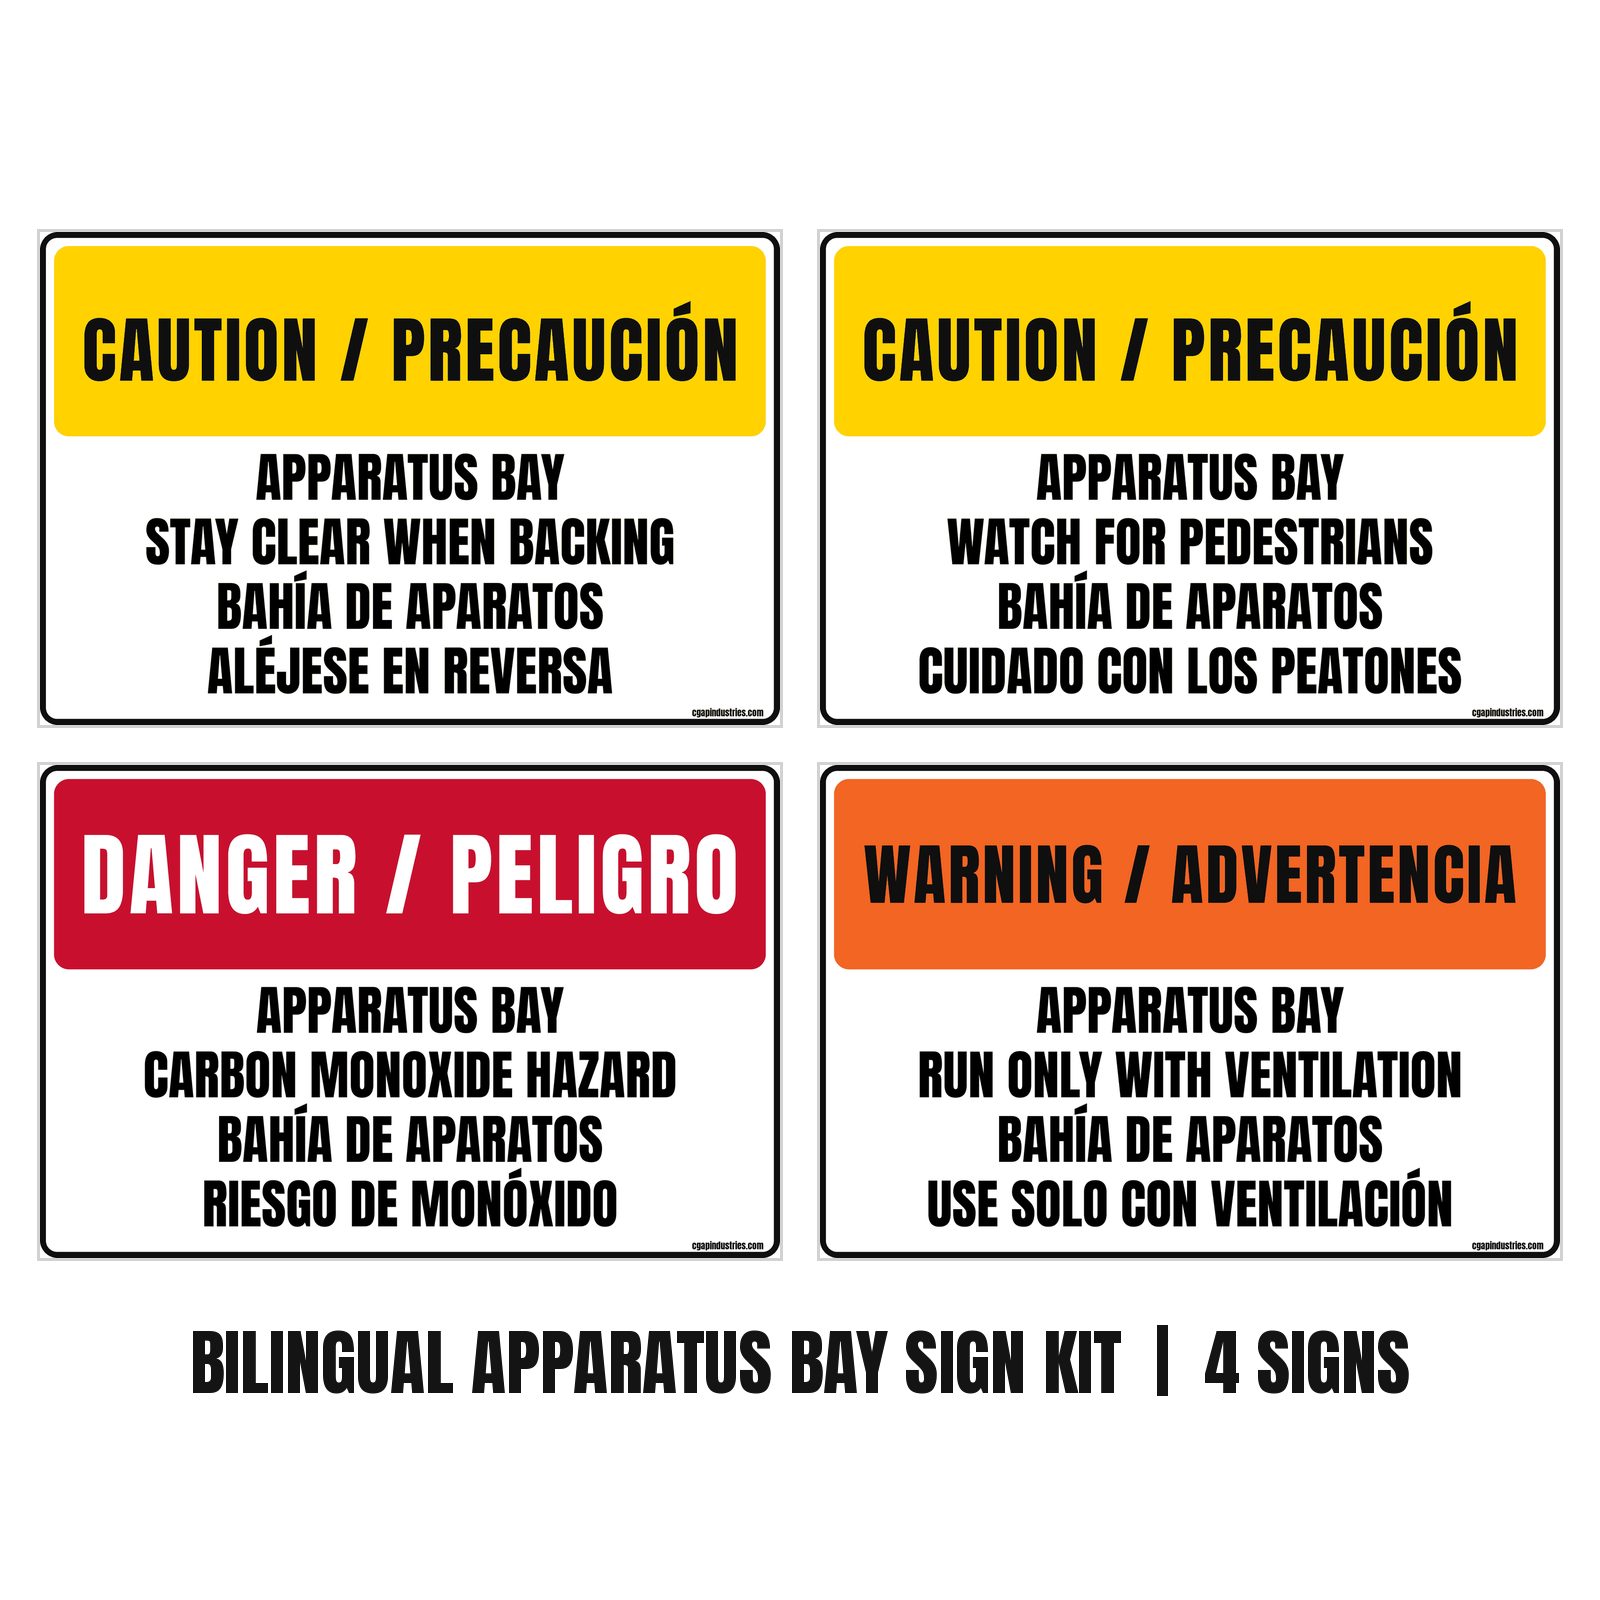 CAUTION / PRECAUCIÓN
APPARATUS BAY
STAY CLEAR WHEN BACKING
BAHÍA DE APARATOS
ALÉJESE EN REVERSA
cgapindustries.com
CAUTION / PRECAUCIÓN
APPARATUS BAY
WATCH FOR PEDESTRIANS
BAHÍA DE APARATOS
CUIDADO CON LOS PEATONES
cgapindustries.com
DANGER / PELIGRO
APPARATUS BAY
CARBON MONOXIDE HAZARD
BAHÍA DE APARATOS
RIESGO DE MONÓXIDO
cgapindustries.com
WARNING / ADVERTENCIA
APPARATUS BAY
RUN ONLY WITH VENTILATION
BAHÍA DE APARATOS
USE SOLO CON VENTILACIÓN
cgapindustries.com
BILINGUAL APPARATUS BAY SIGN KIT | 4 SIGNS